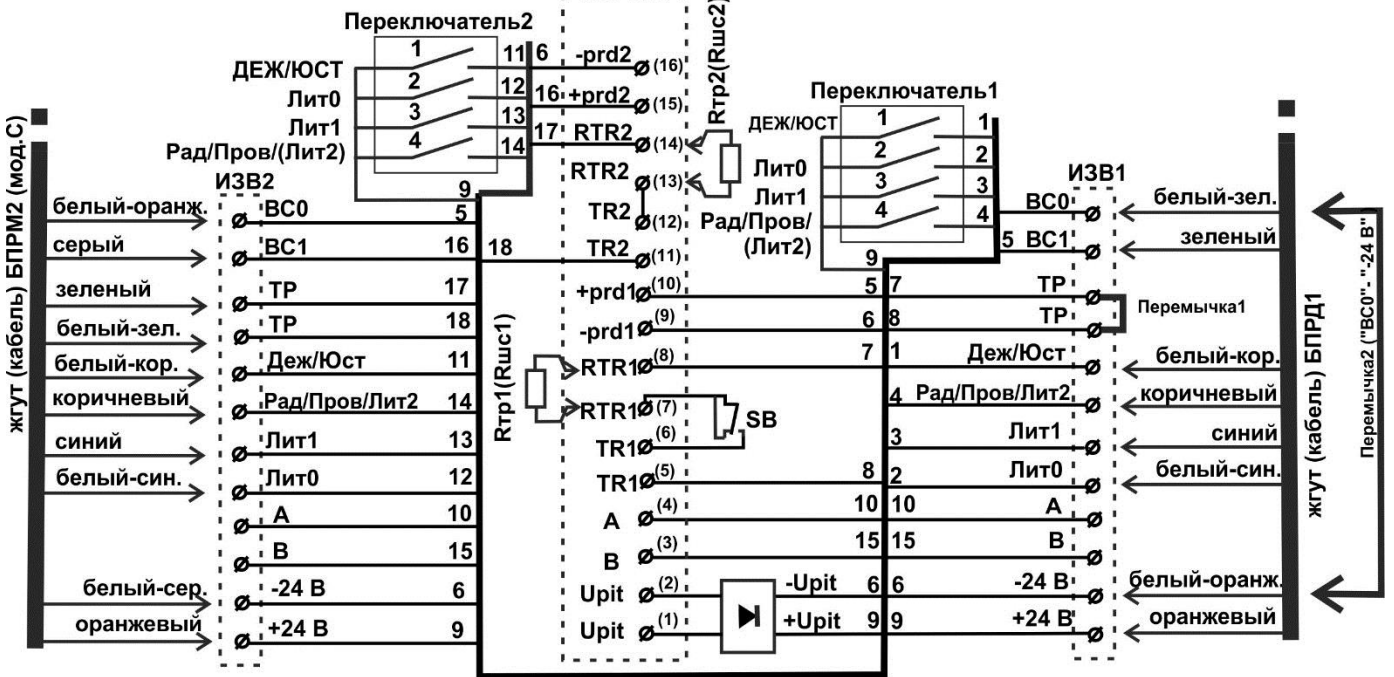 Переключатель2
1
2
3
4
11
12
13
14
9
ДЕЖ/ЮСТ
Лит0
Лит1
Рад/Пров/(Лит2)
6
16
17
18
-prd2 (16)
+prd2 (15)
RTR2 (14)
RTR2 (13)
TR2 (12)
TR2 (11)
+prd1 (10)
-prd1 (9)
RTR1 (8)
RTR1 (7)
TR1 (6)
TR1 (5)
A (4)
B (3)
Upit (2)
Upit (1)
Rтр2(Rшс2)
Rтр1(Rшс1)
SB
-Upit
+Upit
5
6
7
8
10
15
6
9
Переключатель1
1
2
3
4
1
2
3
4
9
ДЕЖ/ЮСТ
Лит0
Лит1
Рад/Пров/
(Лит2)
жгут (кабель) БПРМ2 (мод.С)
белый-оранж.
серый
зеленый
белый-зел.
белый-кор.
коричневый
синий
белый-син.
белый-сер.
оранжевый
ИЗВ2
ВС0 5
ВС1 16
ТР 17
ТР 18
Деж/Юст 11
Рад/Пров/Лит2 14
Лит1 13
Лит0 12
А 10
В 15
-24 В 6
+24 В 9
ИЗВ1
ВС0
5 ВС1
7 ТР
8 ТР
1 Деж/Юст
4 Рад/Пров/Лит2
3 Лит1
2 Лит0
10 А
15 В
6 -24 В
9 +24 В
Перемычка1
белый-зел.
зеленый
белый-кор.
коричневый
синий
белый-син.
белый-оранж.
оранжевый
жгут (кабель) БПРД1
Перемычка2 ("ВС0"- "-24 В")